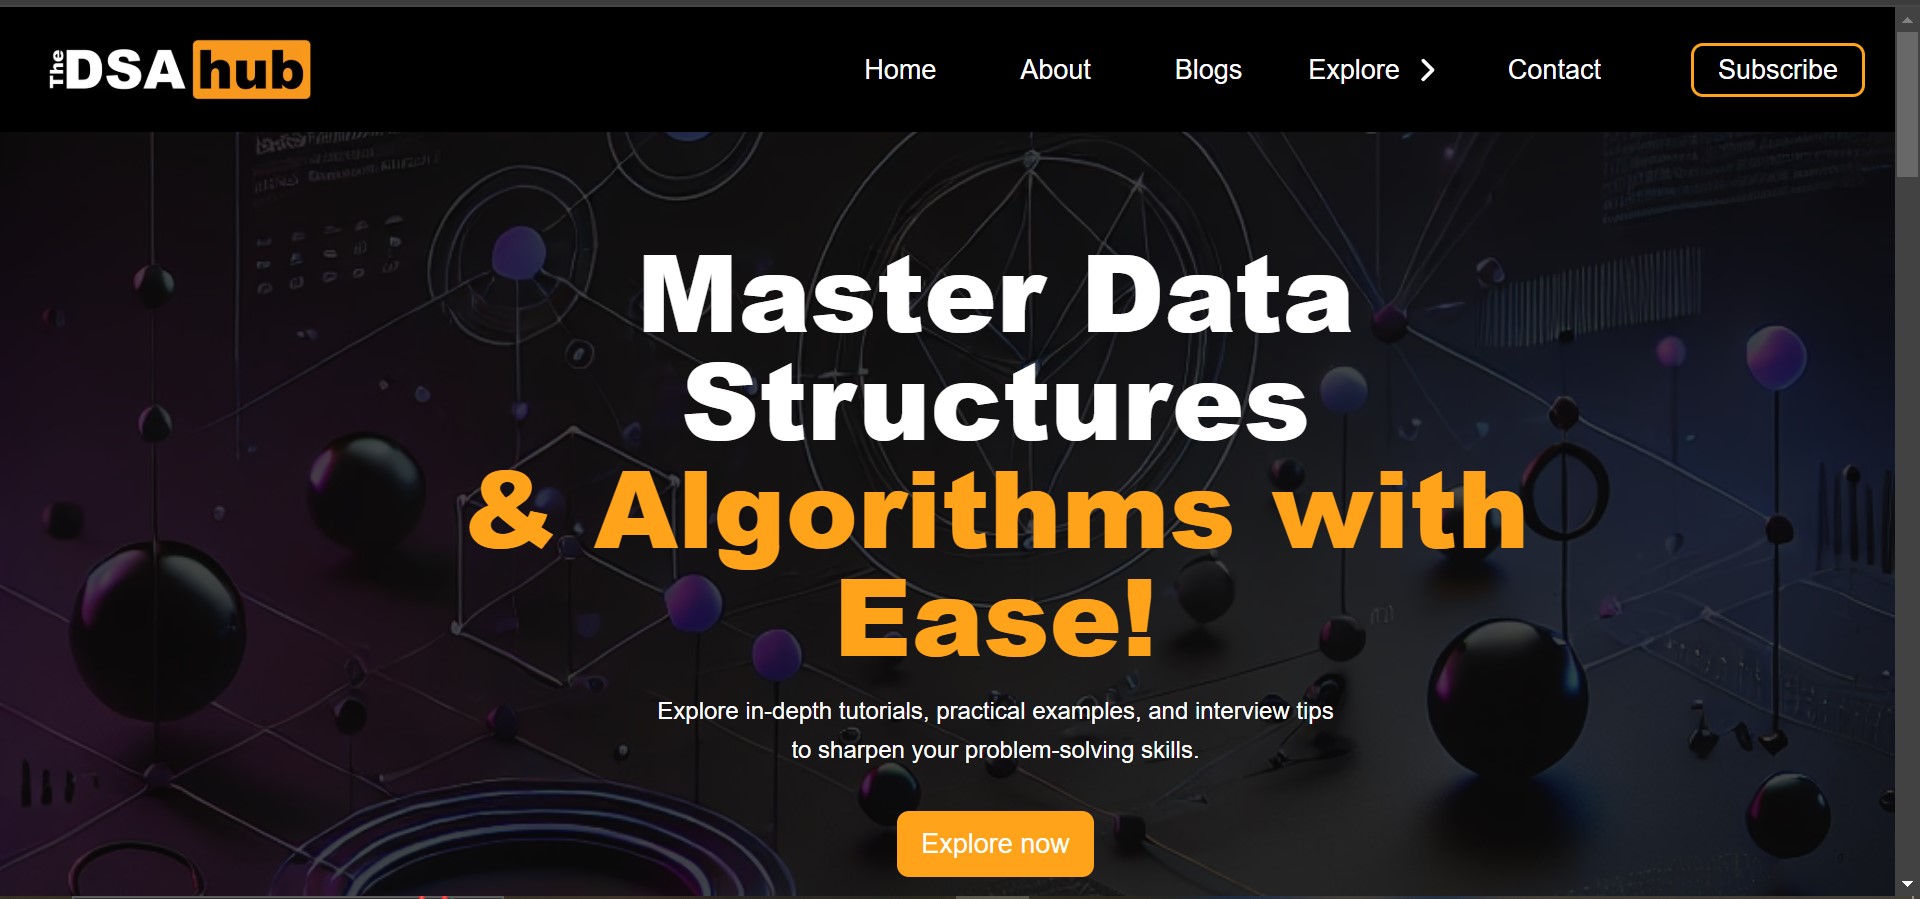 The DSA hub
Home About Blogs Explore Contact Subscribe
Master Data
Structures
& Algorithms with
Ease!
Explore in-depth tutorials, practical examples, and interview tips
to sharpen your problem-solving skills.
Explore now